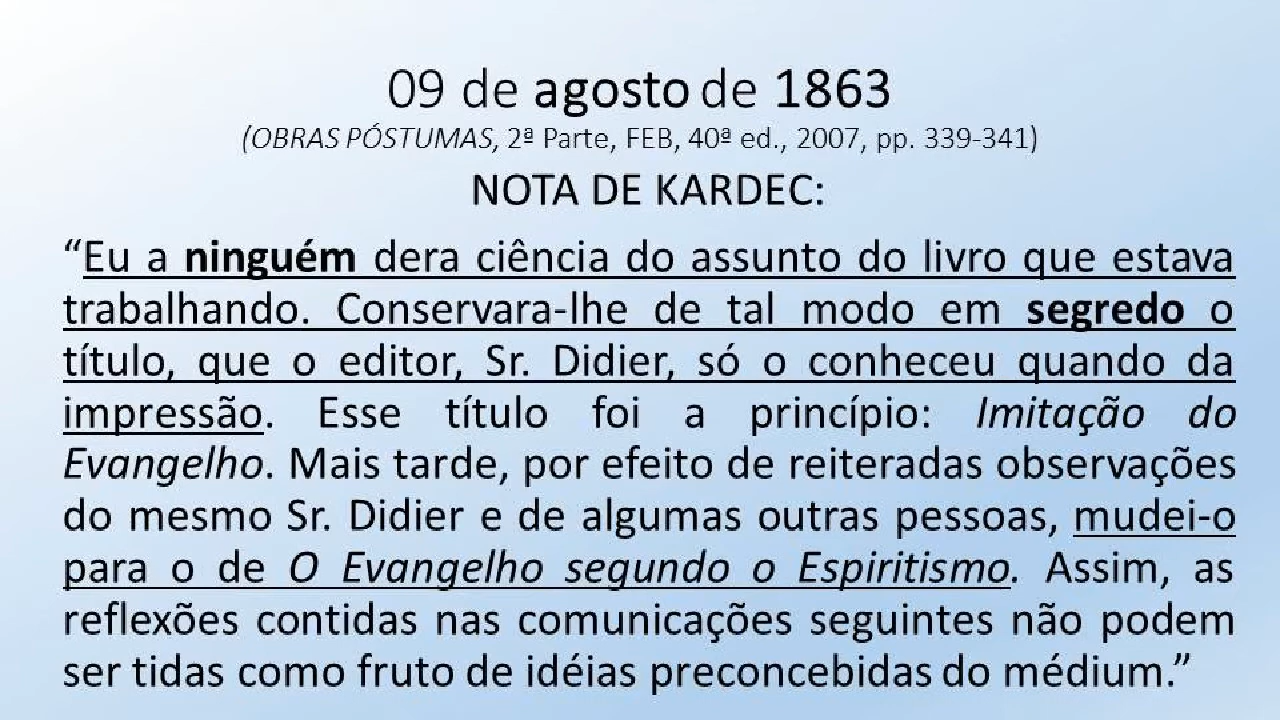 09 de agosto de 1863
(OBRAS PÓSTUMAS, 2ª Parte, FEB, 40ª ed., 2007, pp. 339-341)
NOTA DE KARDEC:
“Eu a ninguém dera ciência do assunto do livro que estava
trabalhando. Conservara-lhe de tal modo em segredo o
título, que o editor, Sr. Didier, só o conheceu quando da
impressão. Esse título foi a princípio: Imitação do
Evangelho. Mais tarde, por efeito de reiteradas observações
do mesmo Sr. Didier e de algumas outras pessoas, mudei-o
para o de O Evangelho segundo o Espiritismo. Assim, as
reflexões contidas nas comunicações seguintes não podem
ser tidas como fruto de idéias preconcebidas do médium.”